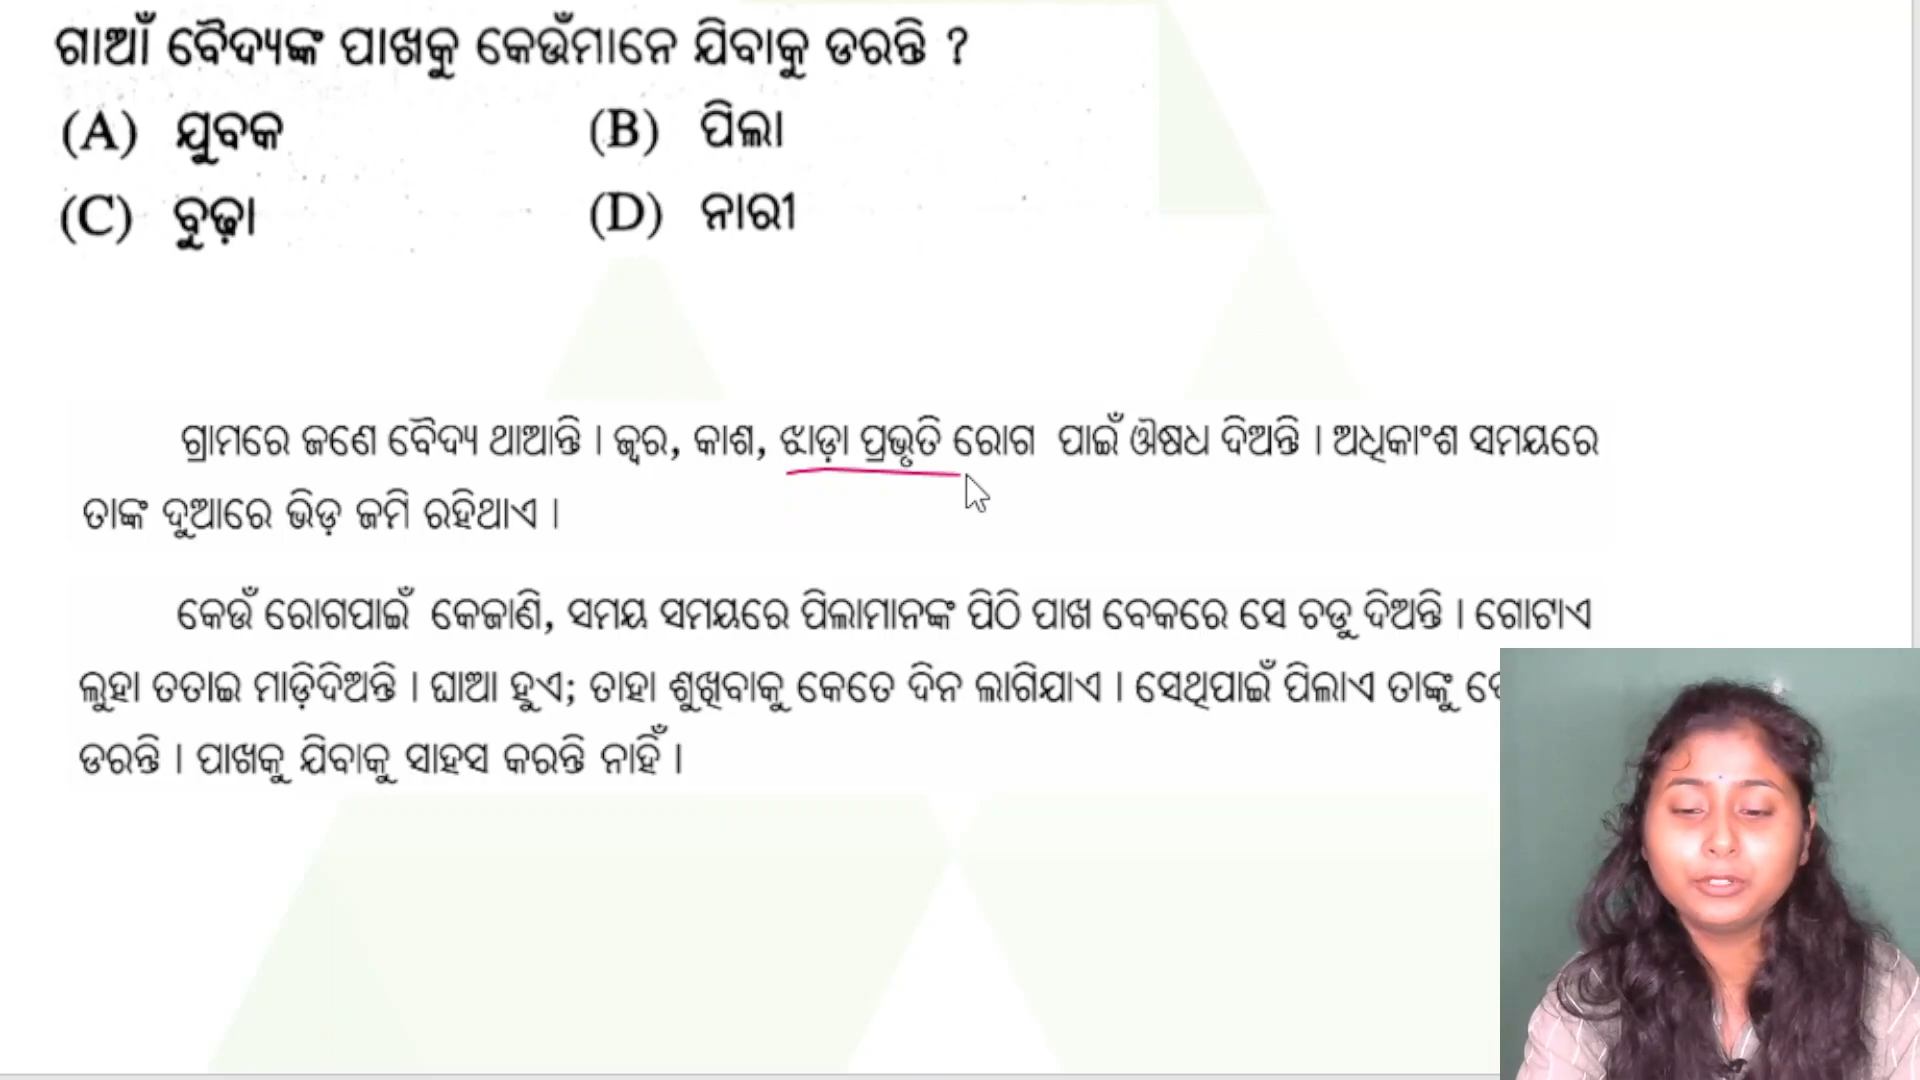 ଗାଆଁ ବୈଦ୍ୟଙ୍କ ପାଖକୁ କେଉଁମାନେ ଯିବାକୁ ଡରନ୍ତି ?
(A) ଯୁବକ (B) ପିଲା
(C) ବୁଢ଼ା (D) ନାରୀ
ଗ୍ରାମରେ ଜଣେ ବୈଦ୍ୟ ଥାଆନ୍ତି । ଜ୍ୱର, କାଶ, ଝାଡ଼ା ପ୍ରଭୃତି ରୋଗ ପାଇଁ ଔଷଧ ଦିଅନ୍ତି । ଅଧିକାଂଶ ସମୟରେ
ତାଙ୍କ ଦୁଆରେ ଭିଡ଼ ଜମି ରହିଥାଏ ।
କେଉଁ ରୋଗପାଇଁ କେଜାଣି, ସମୟ ସମୟରେ ପିଲାମାନଙ୍କ ପିଠି ପାଖ ବେକରେ ସେ ଚଡୁ ଦିଅନ୍ତି । ଗୋଟାଏ
ଲୁହା ତତାଇ ମାଡ଼ିଦିଅନ୍ତି । ଘାଆ ହୁଏ; ତାହା ଶୁଖିବାକୁ କେତେ ଦିନ ଲାଗିଯାଏ । ସେଥିପାଇଁ ପିଲାଏ ତାଙ୍କୁ
ଡରନ୍ତି । ପାଖକୁ ଯିବାକୁ ସାହସ କରନ୍ତି ନାହିଁ ।